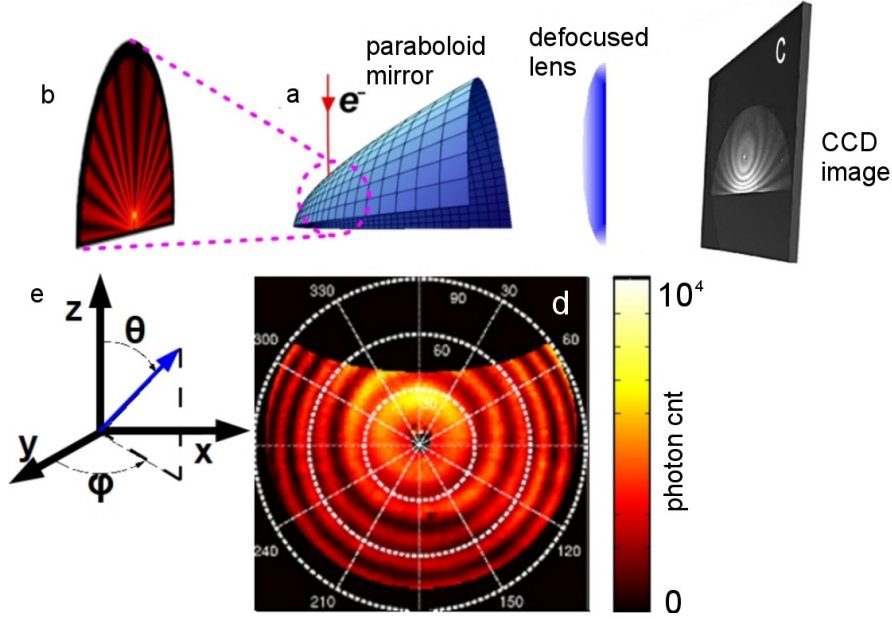 b
a
e⁻
paraboloid
mirror
defocused
lens
C
CCD
image
e
z
θ
y
x
φ
d
330
90
30
300
60
60
30
240
120
210
150
10⁴
photon cnt
0